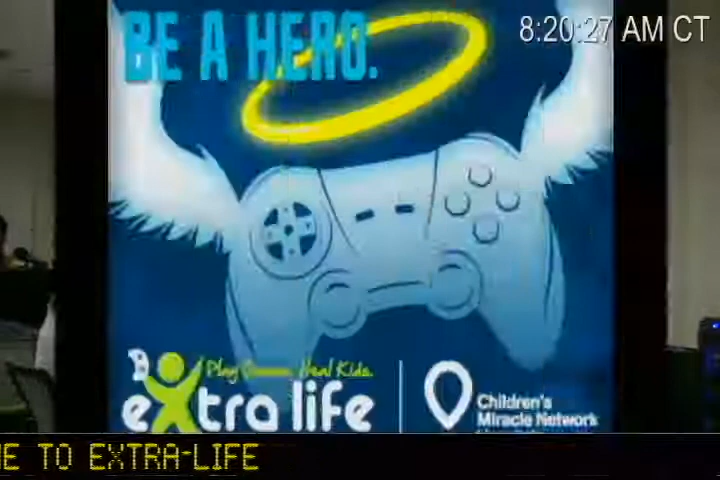 BE A HERO.
8:20:27 AM CT
Play Games. Heal Kids.
extra life
Children's
Miracle Network
E TO EXTRA-LIFE